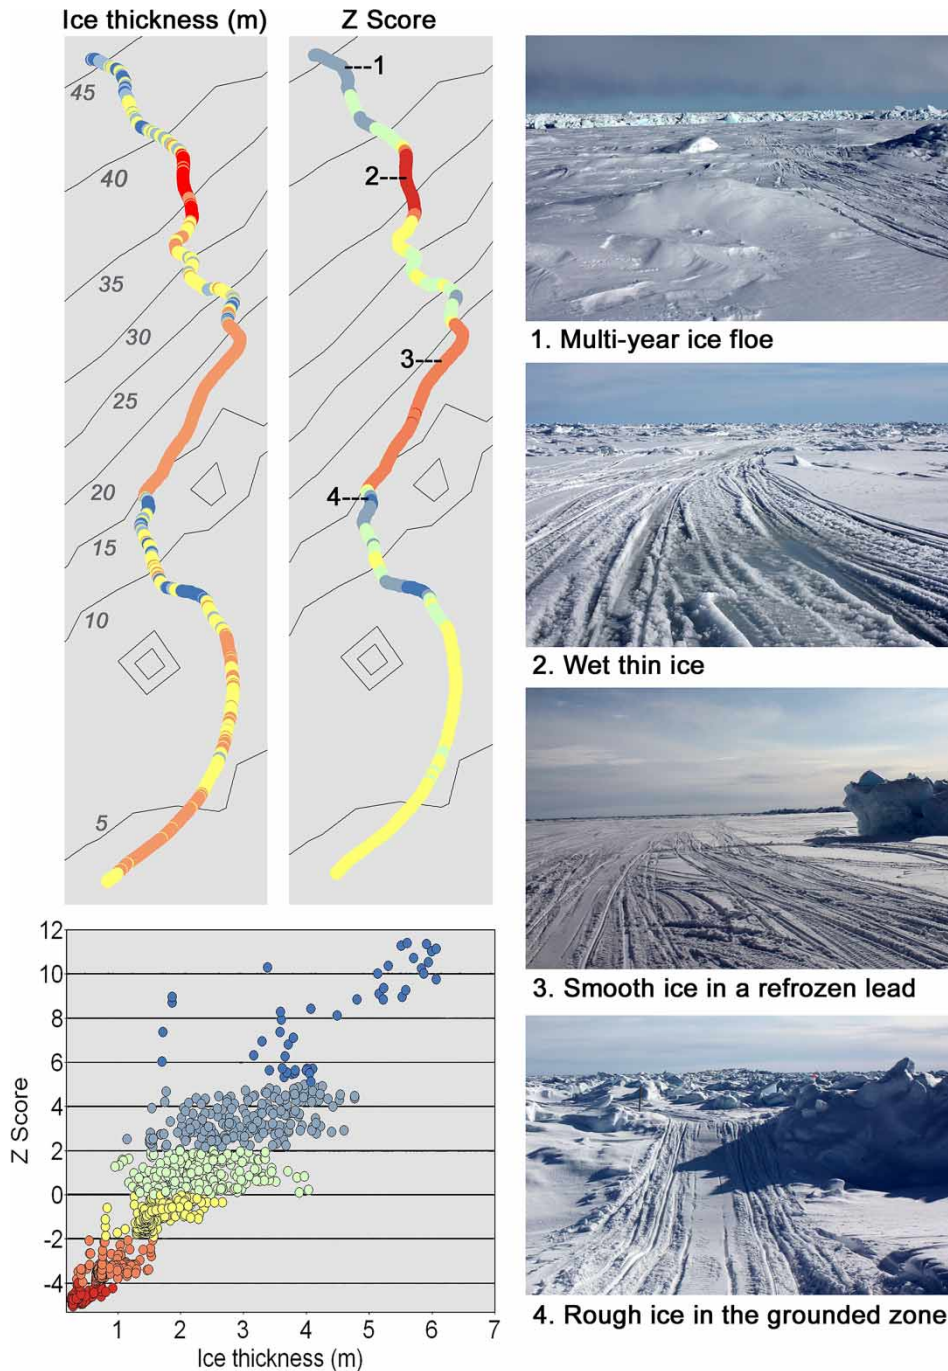 Ice thickness (m)
Z Score
45
40
35
30
25
20
15
10
5
---1
2---
3---
4---
1. Multi-year ice floe
2. Wet thin ice
3. Smooth ice in a refrozen lead
4. Rough ice in the grounded zone
12
10
8
6
4
2
0
-2
-4
Z Score
1 2 3 4 5 6 7
Ice thickness (m)